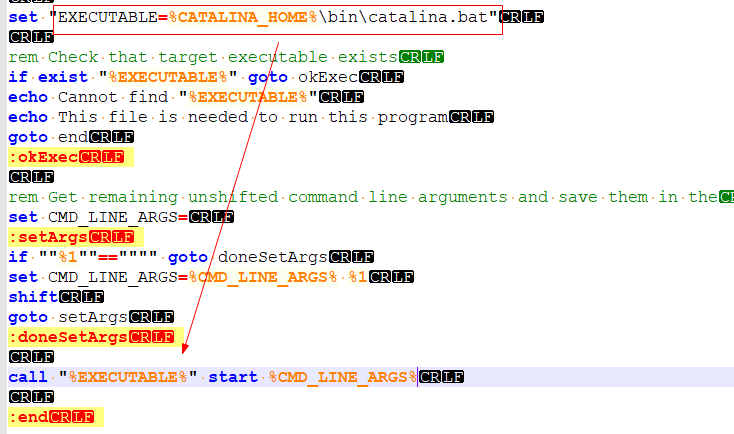 set "EXECUTABLE=%CATALINA_HOME%\bin\catalina.bat"CRLF
CRLF
rem Check that target executable existsCRLF
if exist "%EXECUTABLE%" goto okExecCRLF
echo Cannot find "%EXECUTABLE%"CRLF
echo This file is needed to run this programCRLF
goto endCRLF
:okExecCRLF
CRLF
rem Get remaining unshifted command line arguments and save them in theCR
set CMD_LINE_ARGS=CRLF
:setArgsCRLF
if ""%1""=="""" goto doneSetArgsCRLF
set CMD_LINE_ARGS=%CMD_LINE_ARGS% %1CRLF
shiftCRLF
goto setArgsCRLF
:doneSetArgsCRLF
CRLF
call "%EXECUTABLE%" start %CMD_LINE_ARGS%CRLF
CRLF
:endCRLF